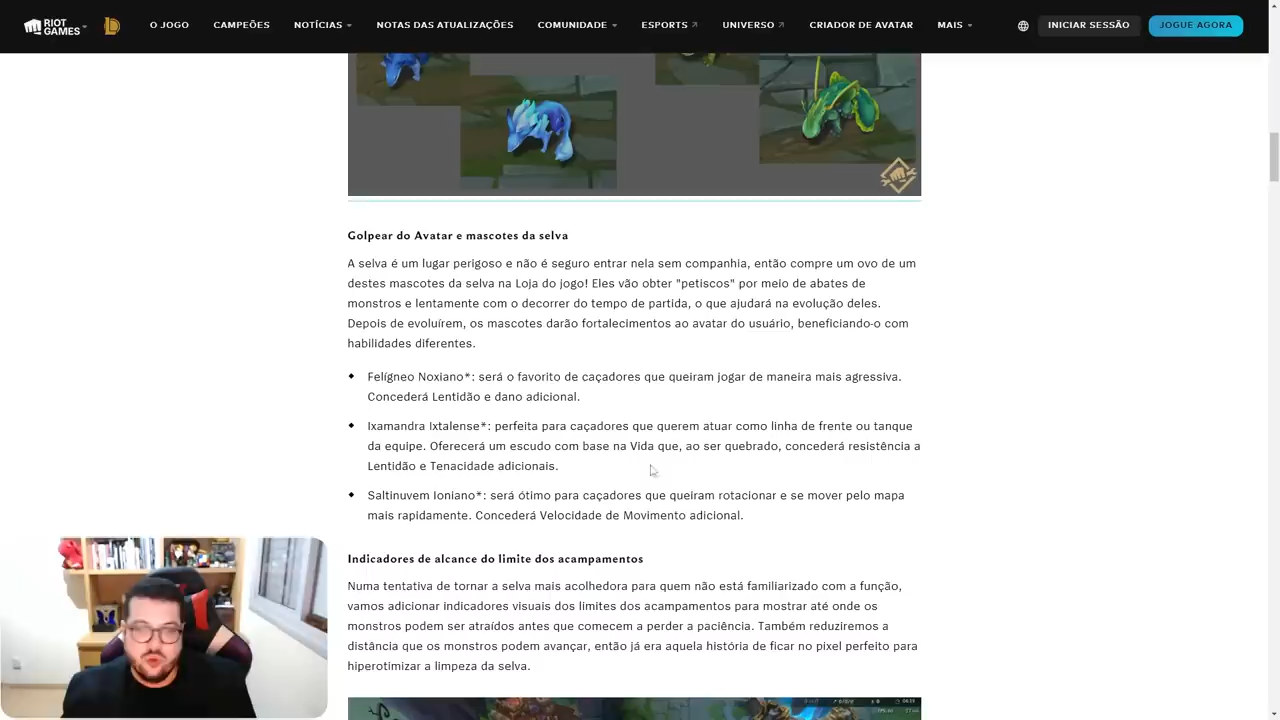 RIOT GAMES
O JOGO CAMPEÕES NOTÍCIAS NOTAS DAS ATUALIZAÇÕES COMUNIDADE ESPORTS UNIVERSO CRIADOR DE AVATAR MAIS INICIAR SESSÃO JOGUE AGORA
Golpear do Avatar e mascotes da selva
A selva é um lugar perigoso e não é seguro entrar nela sem companhia, então compre um ovo de um
destes mascotes da selva na Loja do jogo! Eles vão obter "petiscos" por meio de abates de
monstros e lentamente com o decorrer do tempo de partida, o que ajudará na evolução deles.
Depois de evoluírem, os mascotes darão fortalecimentos ao avatar do usuário, beneficiando-o com
habilidades diferentes.
Felígneo Noxiano*: será o favorito de caçadores que queiram jogar de maneira mais agressiva.
Concederá Lentidão e dano adicional.
Ixamandra Ixtalense*: perfeita para caçadores que querem atuar como linha de frente ou tanque
da equipe. Oferecerá um escudo com base na Vida que, ao ser quebrado, concederá resistência a
Lentidão e Tenacidade adicionais.
Saltinuvem Ioniano*: será ótimo para caçadores que queiram rotacionar e se mover pelo mapa
mais rapidamente. Concederá Velocidade de Movimento adicional.
Indicadores de alcance do limite dos acampamentos
Numa tentativa de tornar a selva mais acolhedora para quem não está familiarizado com a função,
vamos adicionar indicadores visuais dos limites dos acampamentos para mostrar até onde os
monstros podem ser atraídos antes que comecem a perder a paciência. Também reduziremos a
distância que os monstros podem avançar, então já era aquela história de ficar no pixel perfeito para
hiperotimizar a limpeza da selva.